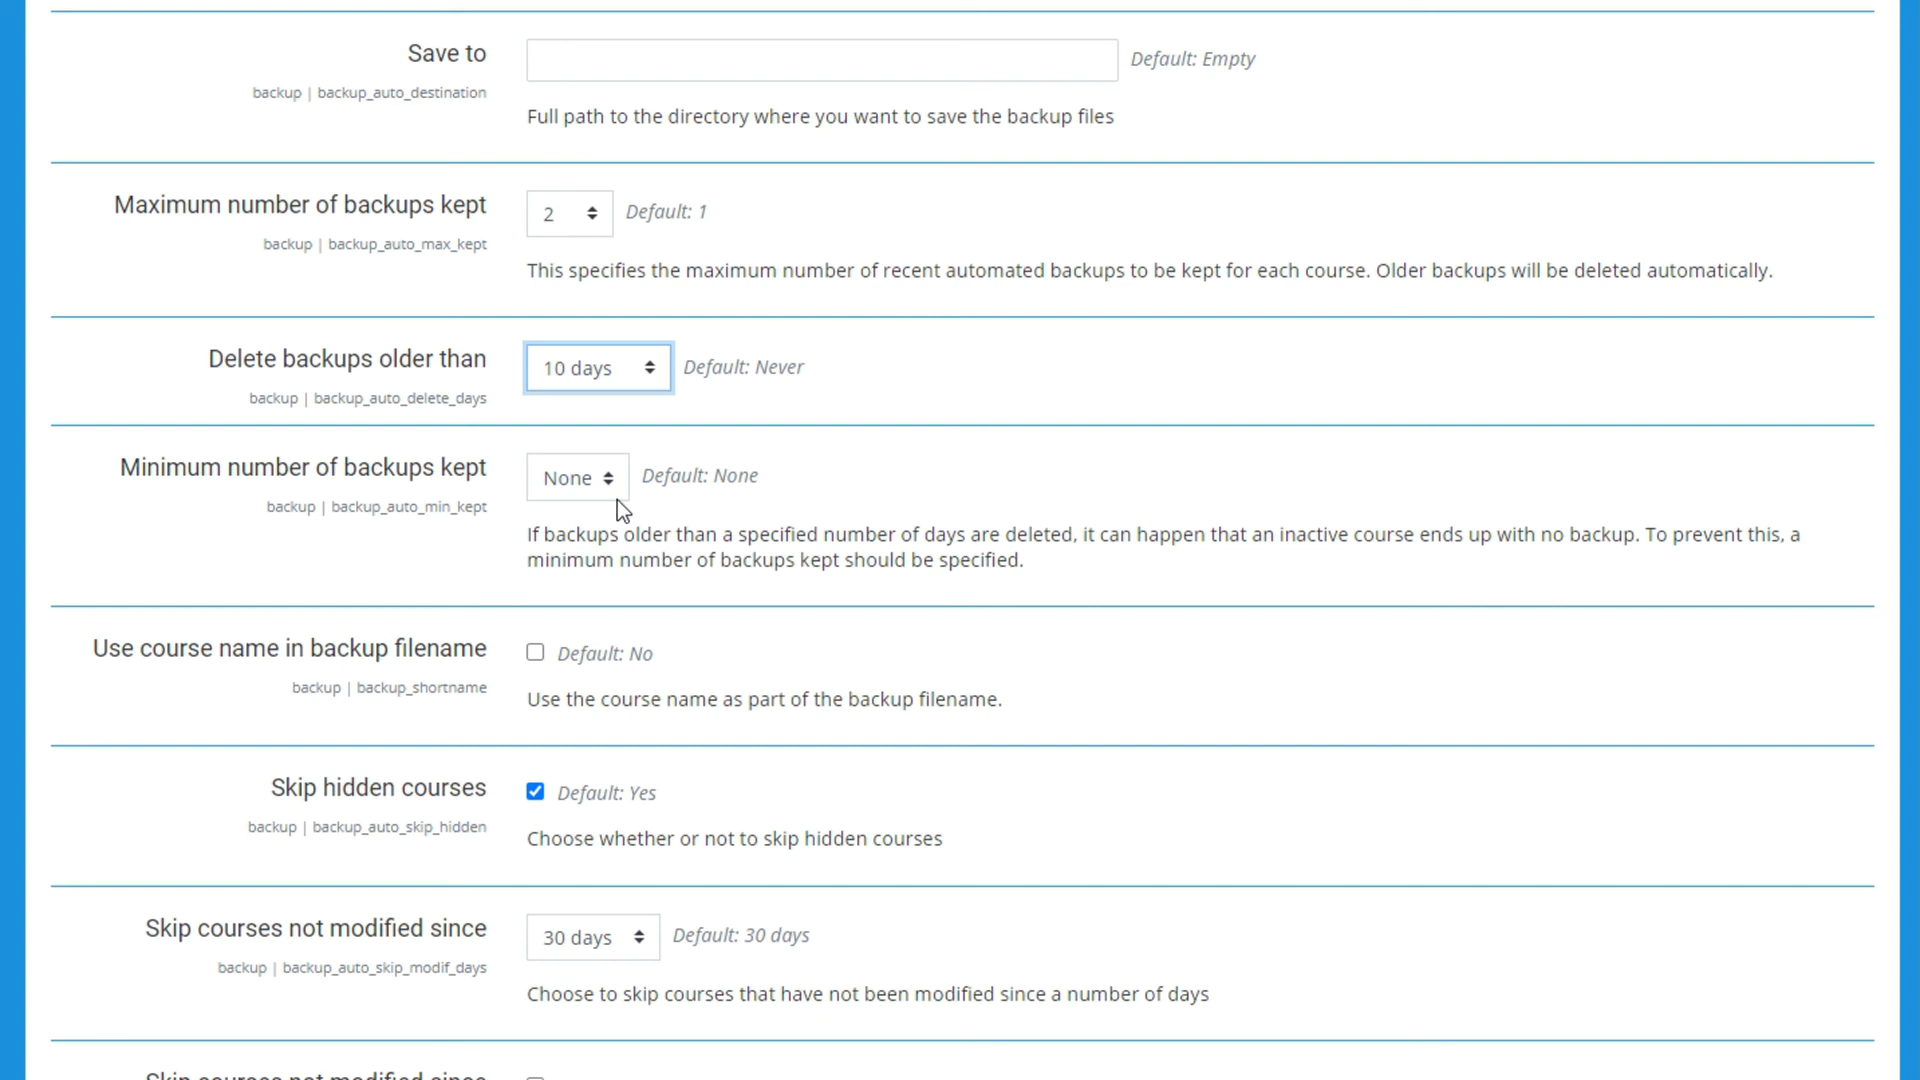 Save to
Default: Empty
backup | backup_auto_destination
Full path to the directory where you want to save the backup files
Maximum number of backups kept
2
Default: 1
backup | backup_auto_max_kept
This specifies the maximum number of recent automated backups to be kept for each course. Older backups will be deleted automatically.
Delete backups older than
10 days
Default: Never
backup | backup_auto_delete_days
Minimum number of backups kept
None
Default: None
backup | backup_auto_min_kept
If backups older than a specified number of days are deleted, it can happen that an inactive course ends up with no backup. To prevent this, a
minimum number of backups kept should be specified.
Use course name in backup filename
Default: No
backup | backup_shortname
Use the course name as part of the backup filename.
Skip hidden courses
Default: Yes
backup | backup_auto_skip_hidden
Choose whether or not to skip hidden courses
Skip courses not modified since
30 days
Default: 30 days
backup | backup_auto_skip_modif_days
Choose to skip courses that have not been modified since a number of days
Skip courses not modified since